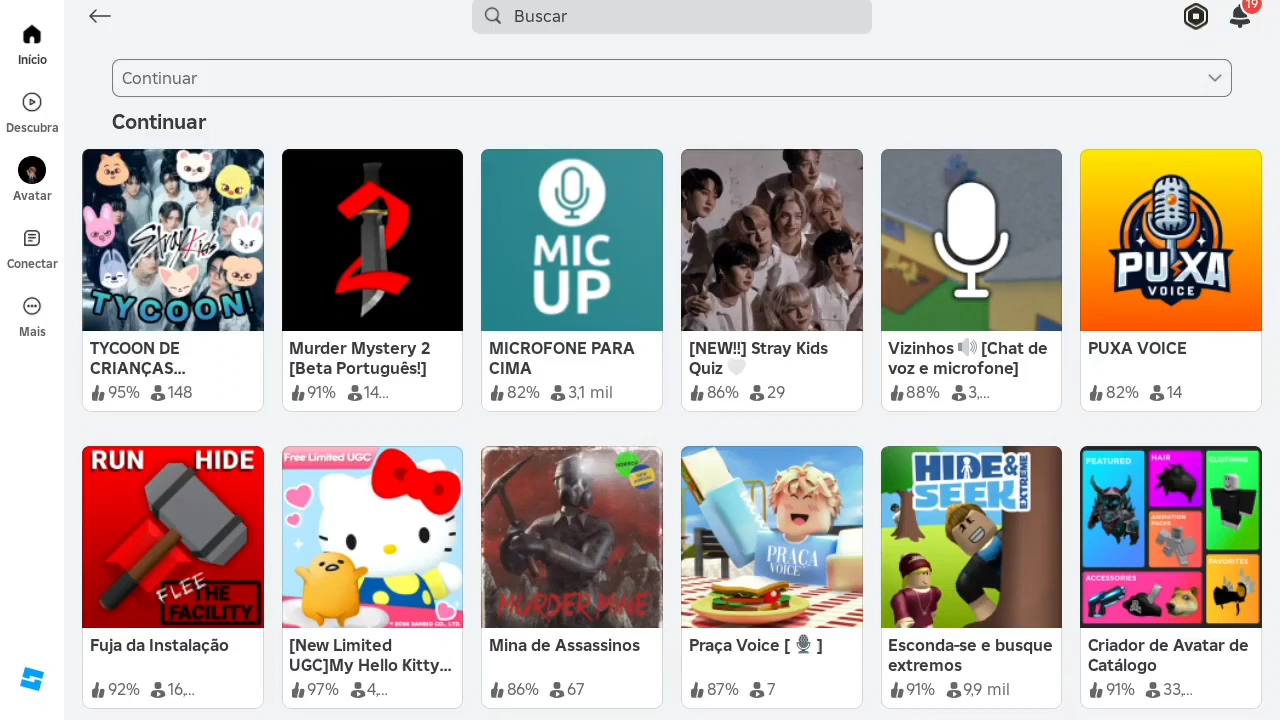 Buscar
19
Início
Descubra
Avatar
Conectar
Mais
Continuar
Continuar
Stray Kids
TYCOON!
TYCOON DE
CRIANÇAS...
95% 148
2
Murder Mystery 2
[Beta Português!]
91% 14...
MIC
UP
MICROFONE PARA
CIMA
82% 3,1 mil
[NEW!!] Stray Kids
Quiz 🤍
86% 29
Vizinhos 🔊 [Chat de
voz e microfone]
88% 3,...
PUXA
VOICE
PUXA VOICE
82% 14
RUN HIDE
FLEE
THE
FACILITY
Fuja da Instalação
92% 16,...
Free Limited UGC
[New Limited
UGC]My Hello Kitty...
97% 4,...
MURDER MINE
Mina de Assassinos
86% 67
PRAÇA
VOICE
Praça Voice [ 🎙 ]
87% 7
HIDE &
SEEK
EXTREME
Esconda-se e busque
extremos
91% 9,9 mil
FEATURED
HAIR
CLOTHING
ANIMATION
PACKS
FAVORITES
ACCESSORIES
Criador de Avatar de
Catálogo
91% 33,...